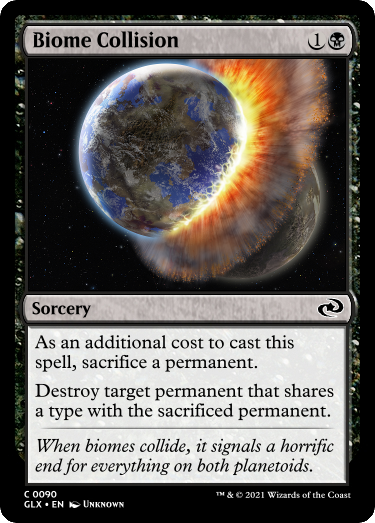 Biome Collision
1
Sorcery
As an additional cost to cast this
spell, sacrifice a permanent.
Destroy target permanent that shares
a type with the sacrificed permanent.
When biomes collide, it signals a horrific
end for everything on both planetoids.
C 0090
GLX • EN Unknown
™ & © 2021 Wizards of the Coast